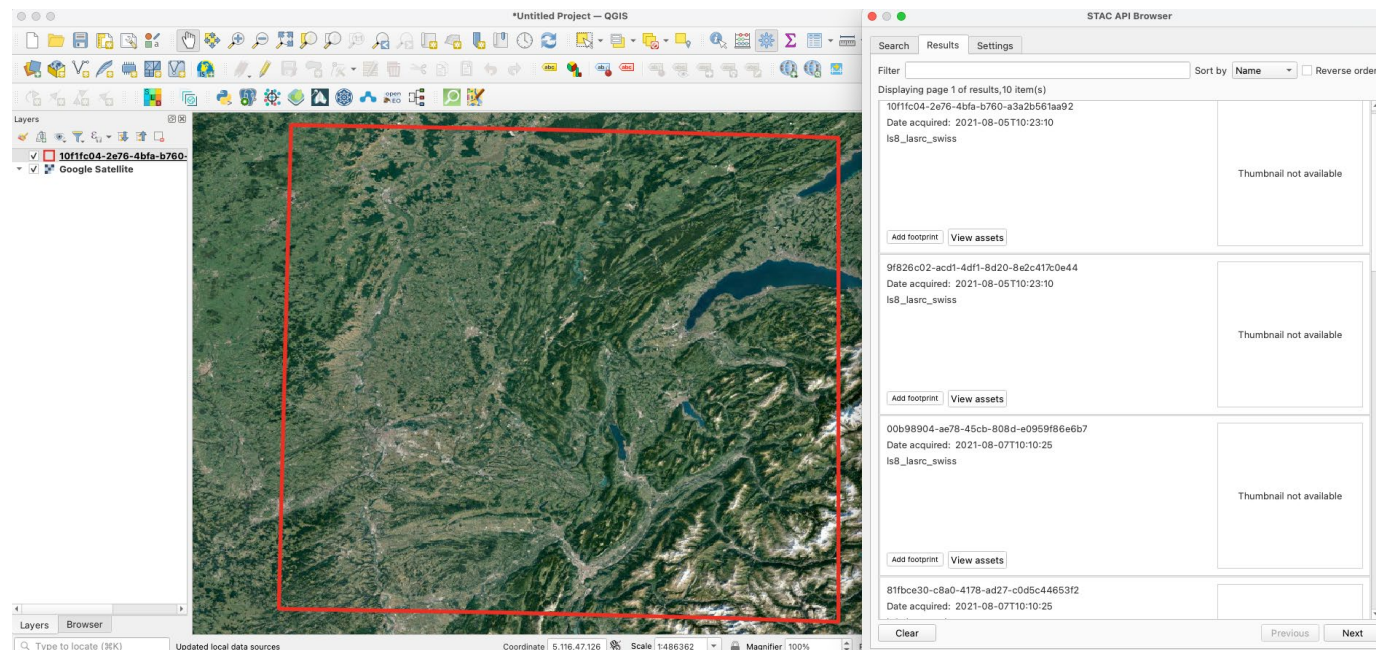 *Untitled Project — QGIS
abc
abc
abc
open
EO
Layers
10f1fc04-2e76-4bfa-b760-
Google Satellite
Layers Browser
Type to locate (⌘K) Updated local data sources Coordinate 5.116,47.126 Scale 1:486362 Magnifier 100%
STAC API Browser
Search Results Settings
Filter Sort by Name Reverse order
Displaying page 1 of results,10 item(s)
10f1fc04-2e76-4bfa-b760-a3a2b561aa92
Date acquired: 2021-08-05T10:23:10
ls8_lasrc_swiss
Thumbnail not available
Add footprint View assets
9f826c02-acd1-4df1-8d20-8e2c417c0e44
Date acquired: 2021-08-05T10:23:10
ls8_lasrc_swiss
Thumbnail not available
Add footprint View assets
00b98904-ae78-45cb-808d-e0959f86e6b7
Date acquired: 2021-08-07T10:10:25
ls8_lasrc_swiss
Thumbnail not available
Add footprint View assets
81fbce30-c8a0-4178-ad27-c0d5c44653f2
Date acquired: 2021-08-07T10:10:25
Clear Previous Next